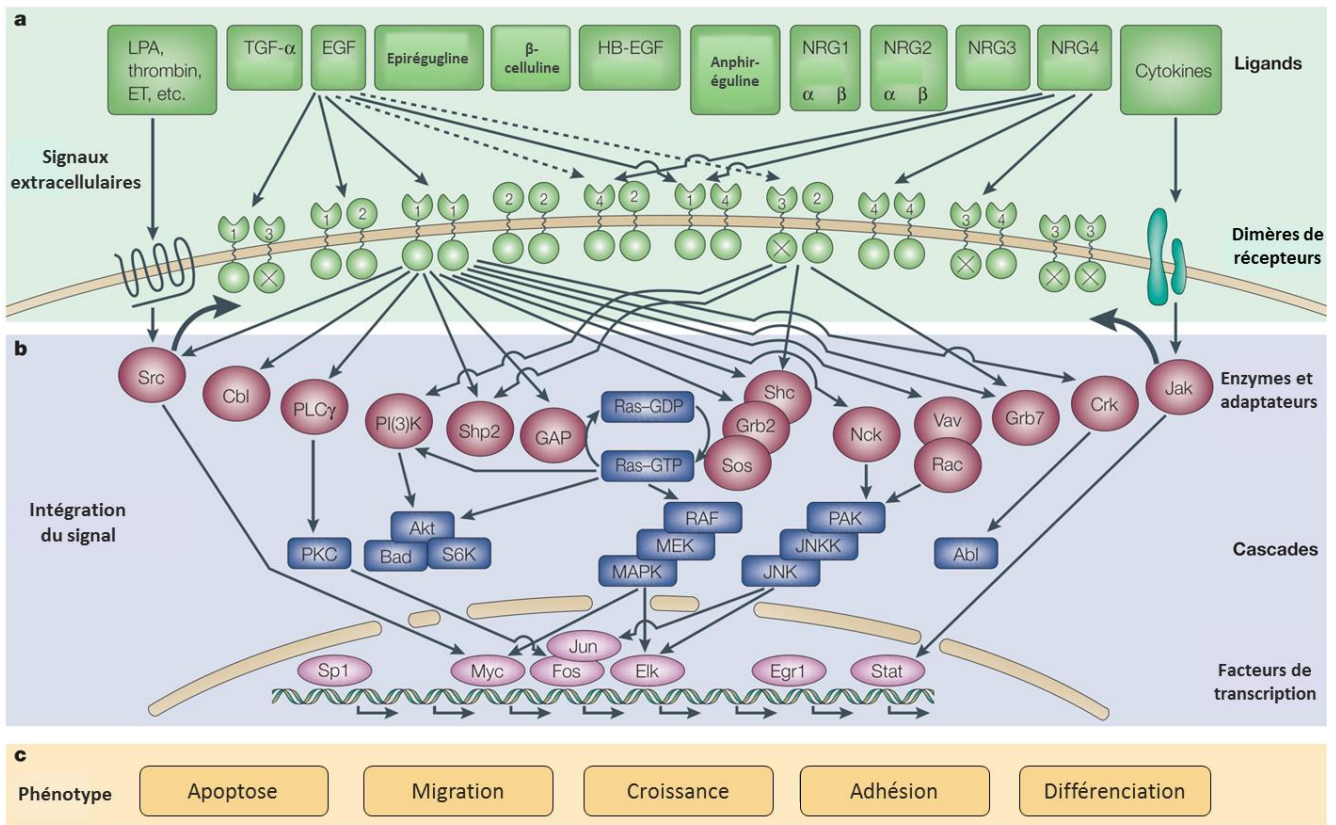 a
LPA,
thrombin,
ET, etc.
TGF-α
EGF
Epirégugline
β-
celluline
HB-EGF
Anphir-
éguline
NRG1
α β
NRG2
α β
NRG3
NRG4
Cytokines
Ligands
Signaux
extracellulaires
1 3
1 2
1 1
2 2
4 2
1 4
3 2
4 4
3 4
3 3
Dimères de
récepteurs
b
Src
Cbl
PLCγ
PI(3)K
Shp2
GAP
Ras–GDP
Ras–GTP
Shc
Grb2
Sos
Nck
Vav
Rac
Grb7
Crk
Jak
Enzymes et
adaptateurs
Intégration
du signal
PKC
Akt
Bad
S6K
RAF
MEK
MAPK
PAK
JNKK
JNK
Abl
Cascades
Sp1
Myc
Jun
Fos
Elk
Egr1
Stat
Facteurs de
transcription
c
Phénotype
Apoptose
Migration
Croissance
Adhésion
Différenciation